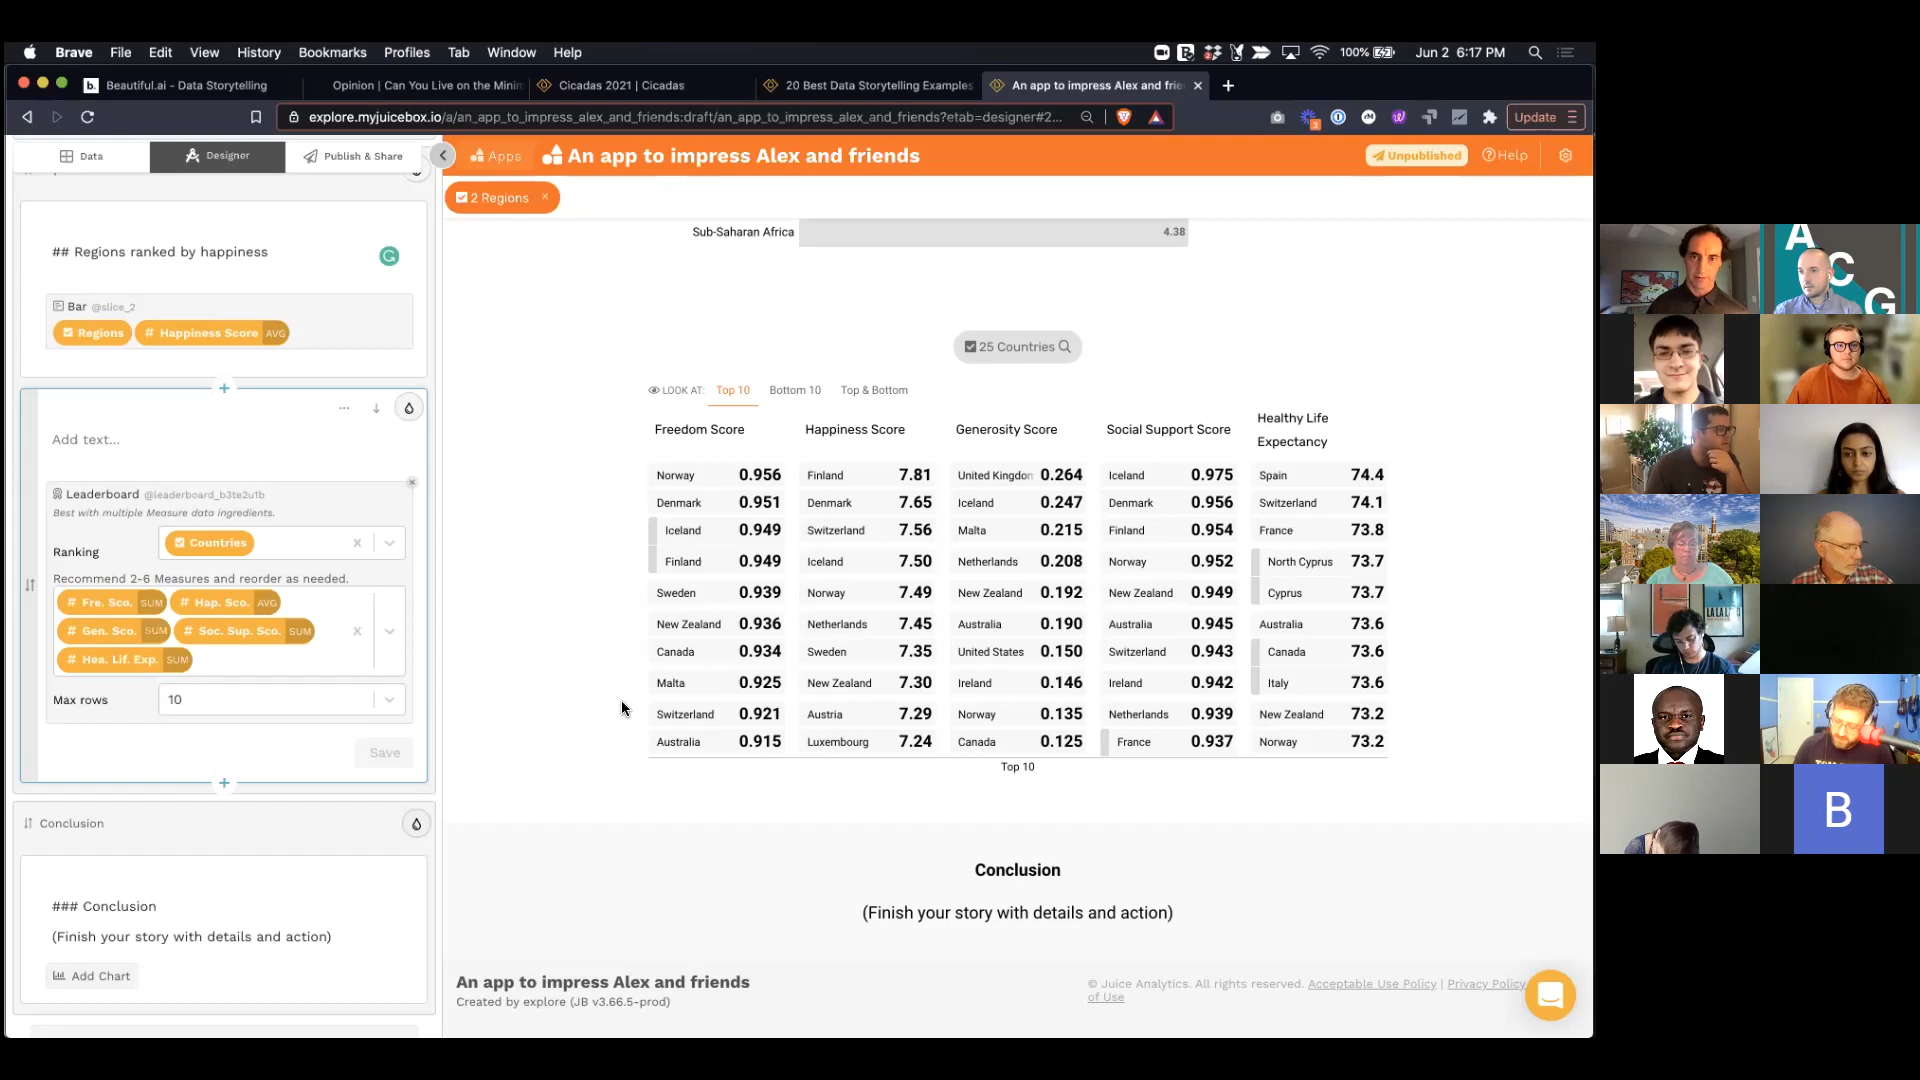 Brave File Edit View History Bookmarks Profiles Tab Window Help 100% Jun 2 6:17 PM
b. Beautiful.ai - Data Storytelling
Opinion | Can You Live on the Minim
Cicadas 2021 | Cicadas
20 Best Data Storytelling Examples
An app to impress Alex and frie
explore.myjuicebox.io/a/an_app_to_impress_alex_and_friends:draft/an_app_to_impress_alex_and_friends?etab=designer#2...
Update
Data
Designer
Publish & Share
Apps
An app to impress Alex and friends
Unpublished
Help
2 Regions ×
## Regions ranked by happiness
Bar @slice_2
Regions # Happiness Score AVG
Add text...
Leaderboard @leaderboard_b3te2u1b
Best with multiple Measure data ingredients.
Ranking Countries
Recommend 2-6 Measures and reorder as needed.
# Fre. Sco. SUM # Hap. Sco. AVG
# Gen. Sco. SUM # Soc. Sup. Sco. SUM
# Hea. Lif. Exp. SUM
Max rows 10
Save
Conclusion
### Conclusion
(Finish your story with details and action)
Add Chart
Sub-Saharan Africa 4.38
25 Countries
LOOK AT: Top 10 Bottom 10 Top & Bottom
Freedom Score Happiness Score Generosity Score Social Support Score Healthy Life Expectancy
Norway 0.956 Finland 7.81 United Kingdon 0.264 Iceland 0.975 Spain 74.4
Denmark 0.951 Denmark 7.65 Iceland 0.247 Denmark 0.956 Switzerland 74.1
Iceland 0.949 Switzerland 7.56 Malta 0.215 Finland 0.954 France 73.8
Finland 0.949 Iceland 7.50 Netherlands 0.208 Norway 0.952 North Cyprus 73.7
Sweden 0.939 Norway 7.49 New Zealand 0.192 New Zealand 0.949 Cyprus 73.7
New Zealand 0.936 Netherlands 7.45 Australia 0.190 Australia 0.945 Australia 73.6
Canada 0.934 Sweden 7.35 United States 0.150 Switzerland 0.943 Canada 73.6
Malta 0.925 New Zealand 7.30 Ireland 0.146 Ireland 0.942 Italy 73.6
Switzerland 0.921 Austria 7.29 Norway 0.135 Netherlands 0.939 New Zealand 73.2
Australia 0.915 Luxembourg 7.24 Canada 0.125 France 0.937 Norway 73.2
Top 10
Conclusion
(Finish your story with details and action)
An app to impress Alex and friends
Created by explore (JB v3.66.5-prod)
© Juice Analytics. All rights reserved. Acceptable Use Policy | Privacy Policy
of Use
A
C
G
B